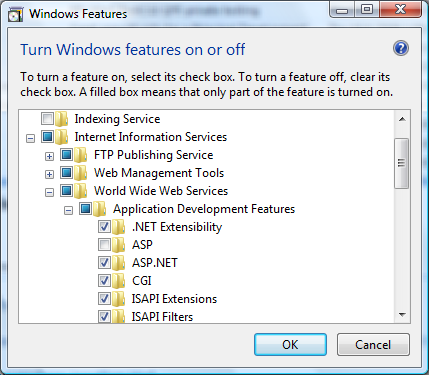 Windows Features
Turn Windows features on or off
To turn a feature on, select its check box. To turn a feature off, clear its
check box. A filled box means that only part of the feature is turned on.
Indexing Service
Internet Information Services
FTP Publishing Service
Web Management Tools
World Wide Web Services
Application Development Features
.NET Extensibility
ASP
ASP.NET
CGI
ISAPI Extensions
ISAPI Filters
OK
Cancel